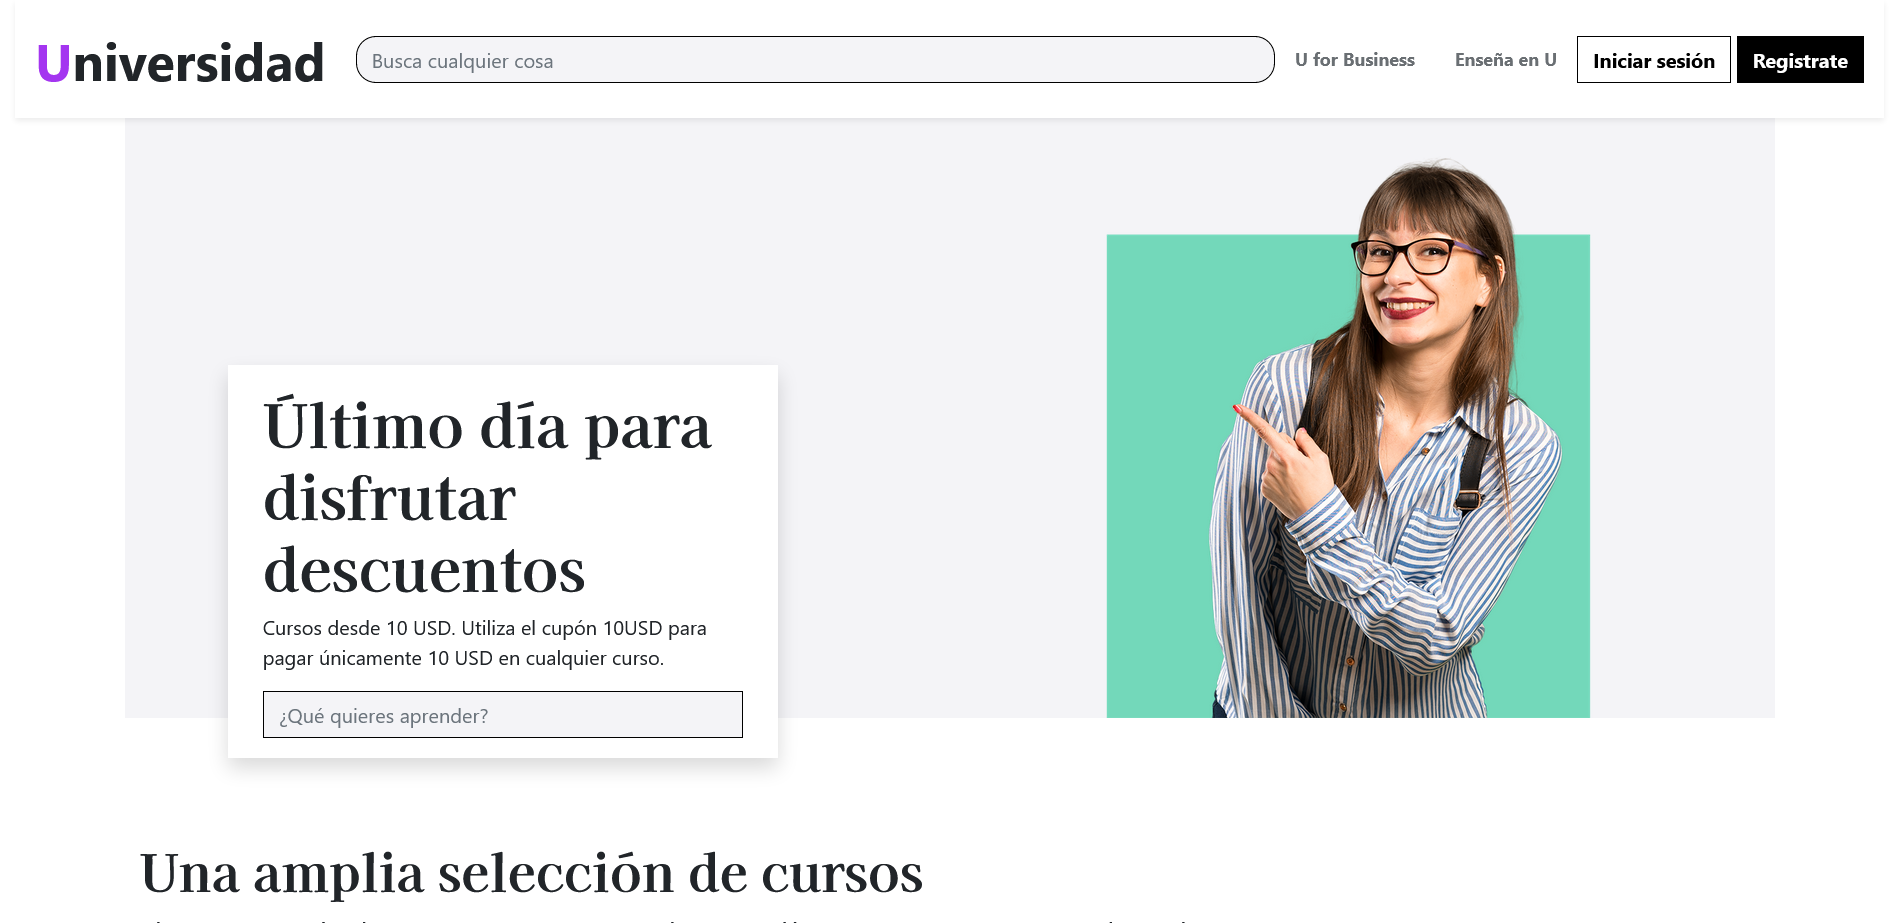 Universidad
Busca cualquier cosa
U for Business
Enseña en U
Iniciar sesión
Registrate
Último día para
disfrutar
descuentos
Cursos desde 10 USD. Utiliza el cupón 10USD para
pagar únicamente 10 USD en cualquier curso.
¿Qué quieres aprender?
Una amplia selección de cursos